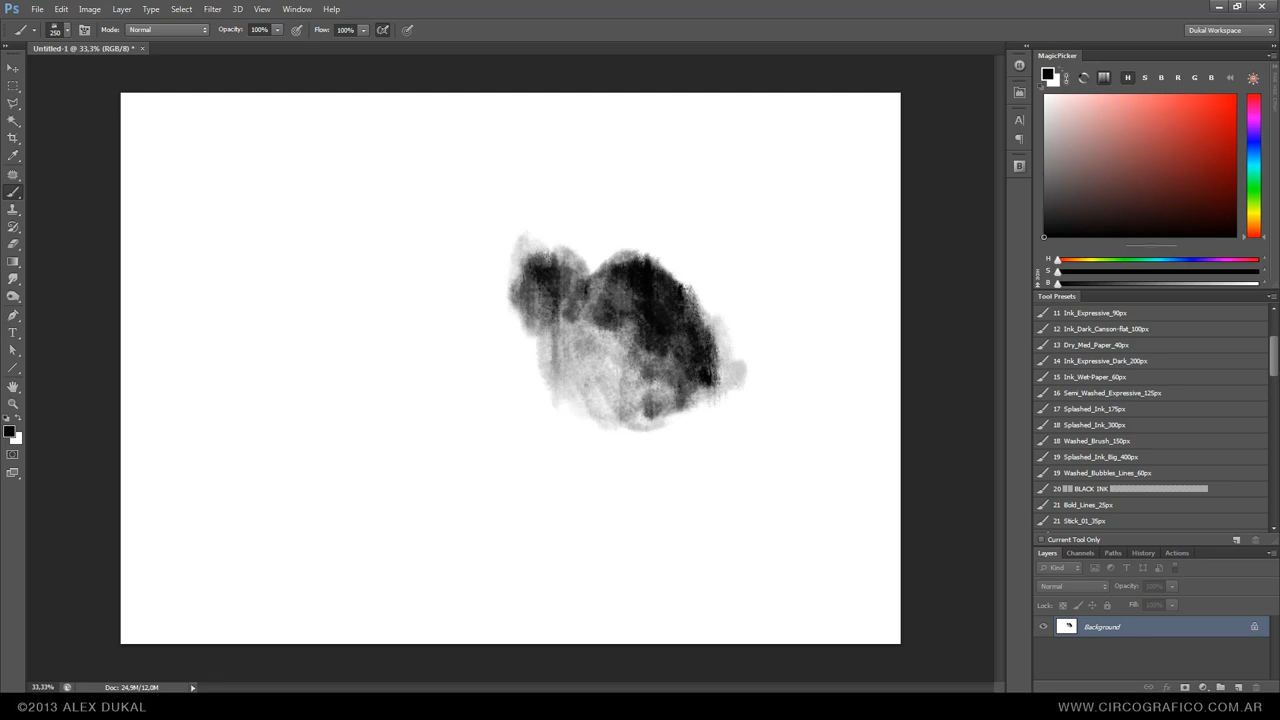 Ps File Edit Image Layer Type Select Filter 3D View Window Help
250 Mode: Normal Opacity: 100% Flow: 100% Dukal Workspace
Untitled-1 @ 33,3% (RGB/8) * ×
MagicPicker
H S B R G B
H
S
B
Tool Presets
11 Ink_Expressive_90px
12 Ink_Dark_Canson-flat_100px
13 Dry_Med_Paper_40px
14 Ink_Expressive_Dark_200px
15 Ink_Wet-Paper_60px
16 Semi_Washed_Expressive_125px
17 Splashed_Ink_175px
18 Splashed_Ink_300px
18 Washed_Brush_150px
19 Splashed_Ink_Big_400px
19 Washed_Bubbles_Lines_60px
20 BLACK INK
21 Bold_Lines_25px
21 Stick_01_35px
Current Tool Only
Layers Channels Paths History Actions
Kind
Normal Opacity: 100%
Lock: Fill: 100%
Background
33,33% Doc: 24,9M/12,0M
©2013 ALEX DUKAL WWW.CIRCOGRAFICO.COM.AR